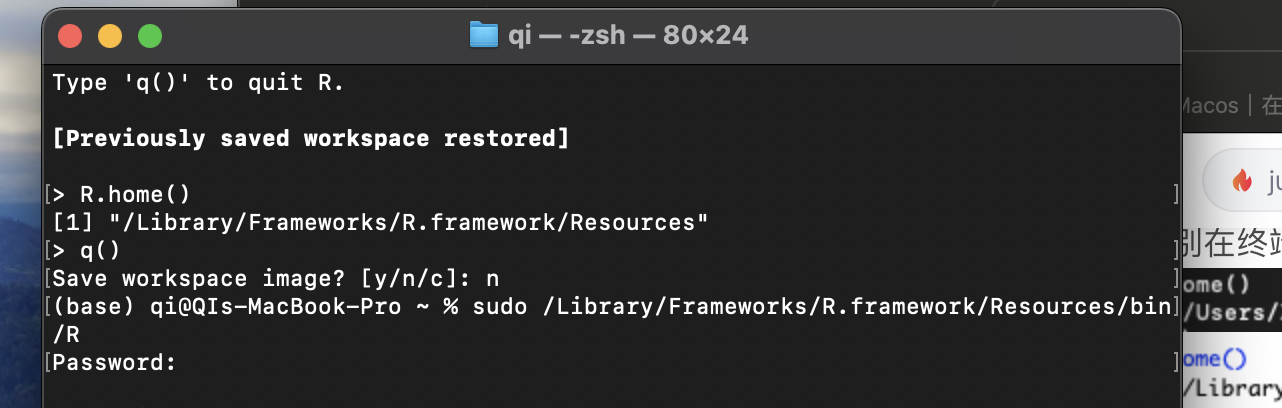 qi — -zsh — 80×24
Type 'q()' to quit R.
[Previously saved workspace restored]
[> R.home() ]
[1] "/Library/Frameworks/R.framework/Resources"
[> q() ]
[Save workspace image? [y/n/c]: n ]
[(base) qi@QIs-MacBook-Pro ~ % sudo /Library/Frameworks/R.framework/Resources/bin]
/R
[Password: ]
Macos | 在
ju
别在终端
ome()
/Users/
ome()
/Library